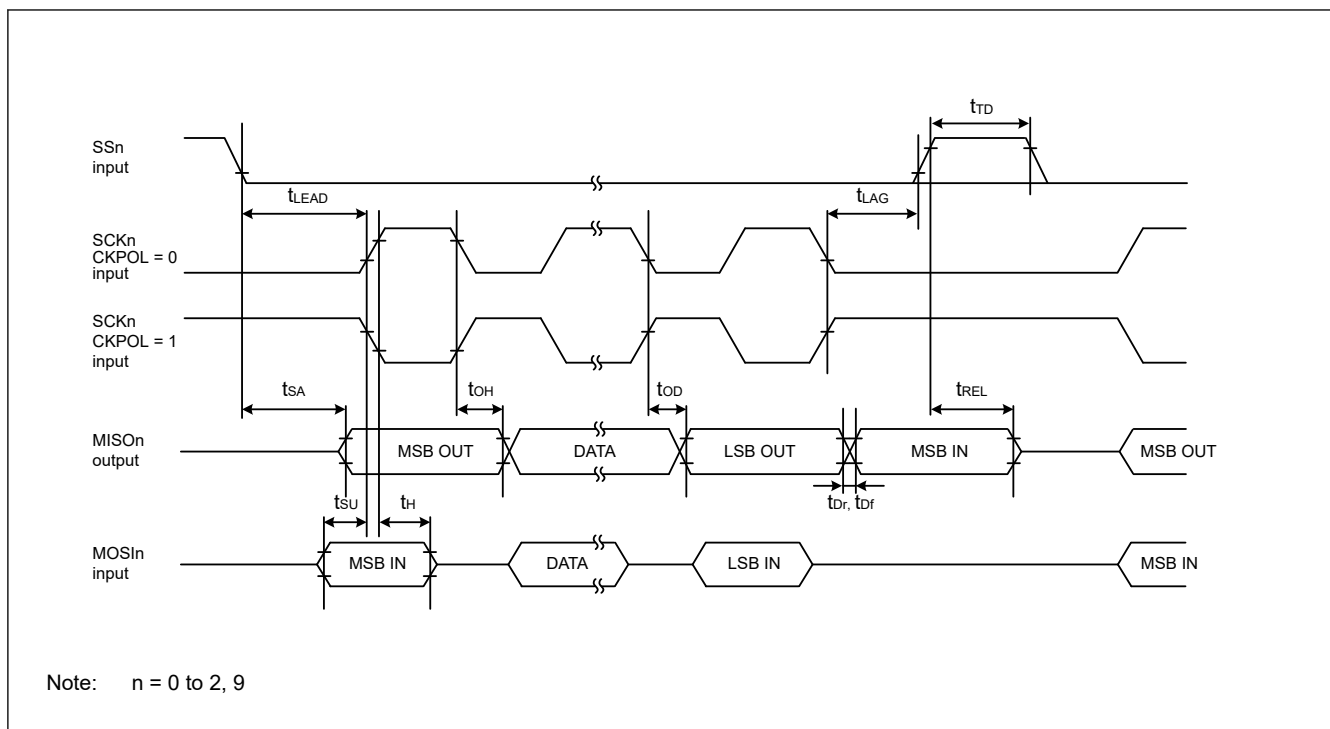 tTD
SSn
input
tLEAD
tLAG
SCKn
CKPOL = 0
input
SCKn
CKPOL = 1
input
tSA
tOH
tOD
tREL
MISOn
output
MSB OUT
DATA
LSB OUT
MSB IN
MSB OUT
tSU
tH
tDr, tDf
MOSIn
input
MSB IN
DATA
LSB IN
MSB IN
Note: n = 0 to 2, 9